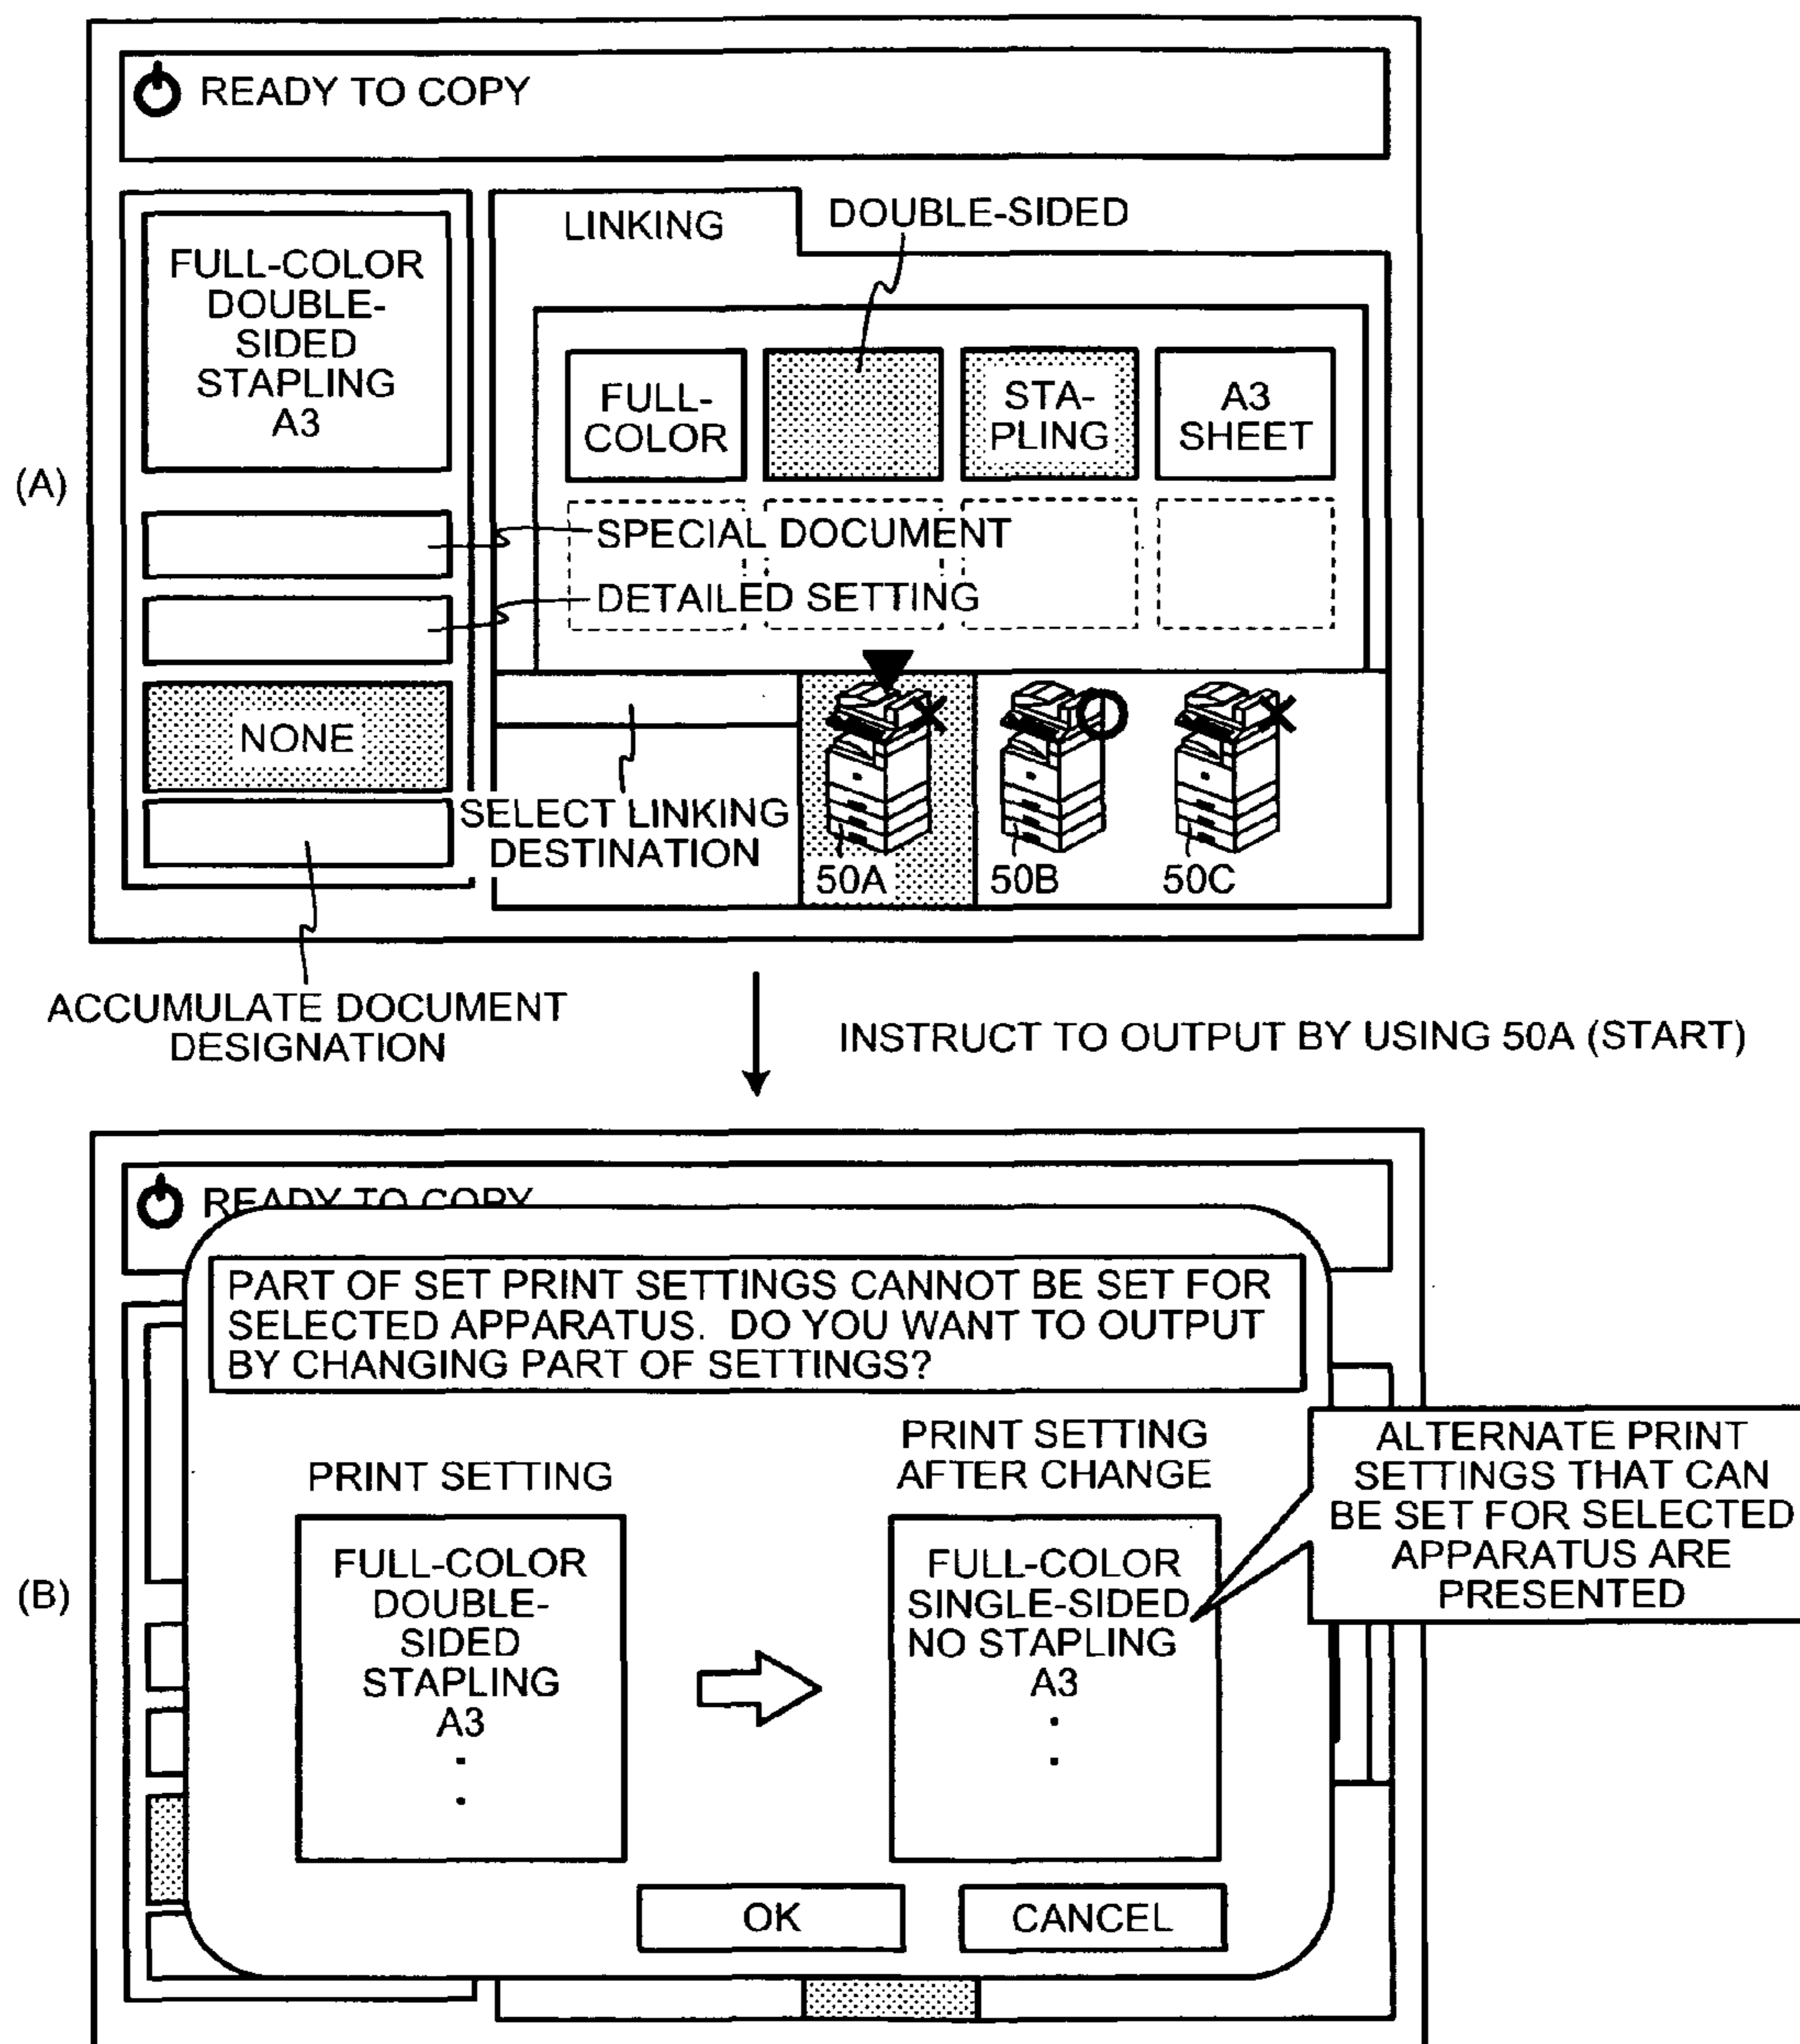 READY TO COPY
FULL-COLOR
DOUBLE-
SIDED
STAPLING
A3
LINKING
DOUBLE-SIDED
FULL-
COLOR
STA-
PLING
A3
SHEET
(A)
SPECIAL DOCUMENT
DETAILED SETTING
NONE
SELECT LINKING
DESTINATION
50A
50B
50C
ACCUMULATE DOCUMENT
DESIGNATION
INSTRUCT TO OUTPUT BY USING 50A (START)
READY TO COPY
PART OF SET PRINT SETTINGS CANNOT BE SET FOR
SELECTED APPARATUS. DO YOU WANT TO OUTPUT
BY CHANGING PART OF SETTINGS?
PRINT SETTING
PRINT SETTING
AFTER CHANGE
ALTERNATE PRINT
SETTINGS THAT CAN
BE SET FOR SELECTED
APPARATUS ARE
PRESENTED
(B)
FULL-COLOR
DOUBLE-
SIDED
STAPLING
A3
FULL-COLOR
SINGLE-SIDED
NO STAPLING
A3
OK
CANCEL